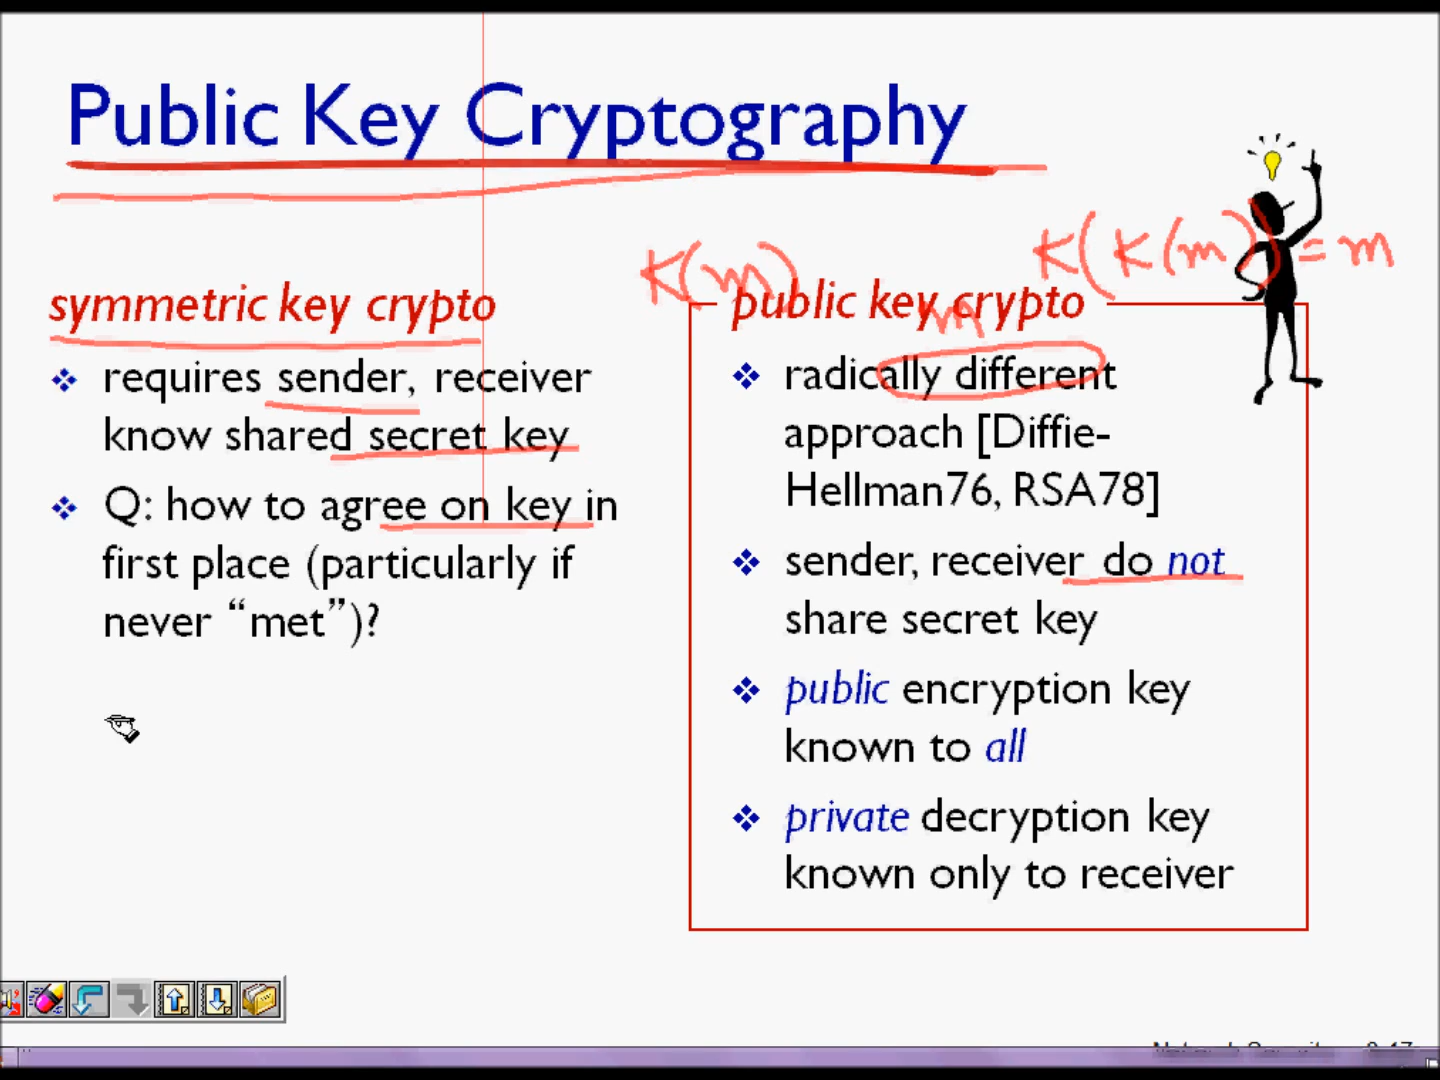 Public Key Cryptography
K(m)
K(K(m))=m
symmetric key crypto
requires sender, receiver
know shared secret key
Q: how to agree on key in
first place (particularly if
never “met”)?
public key crypto
m
radically different
approach [Diffie-
Hellman76, RSA78]
sender, receiver do not
share secret key
public encryption key
known to all
private decryption key
known only to receiver